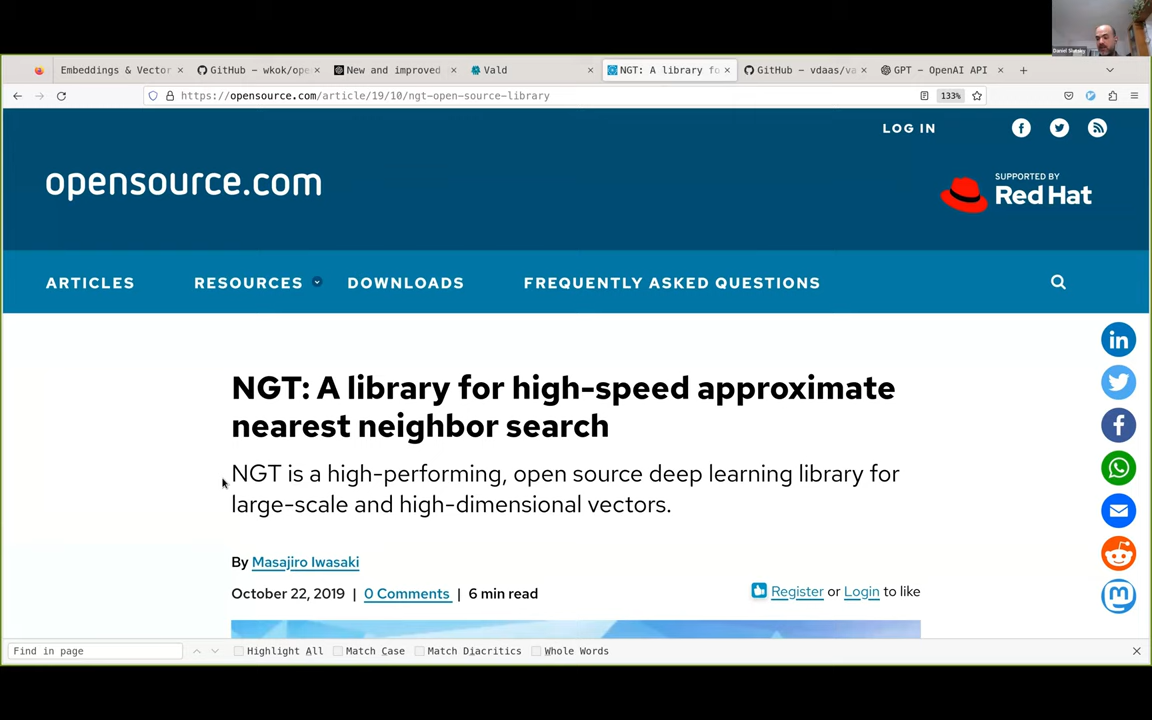 Daniel Slutsky
Embeddings & Vector
GitHub - wkok/ope
New and improved
Vald
NGT: A library fo
GitHub - vdaas/va
GPT - OpenAI API
https://opensource.com/article/19/10/ngt-open-source-library
133%
LOG IN
opensource.com
SUPPORTED BY
Red Hat
ARTICLES RESOURCES DOWNLOADS FREQUENTLY ASKED QUESTIONS
NGT: A library for high-speed approximate
nearest neighbor search
NGT is a high-performing, open source deep learning library for
large-scale and high-dimensional vectors.
By Masajiro Iwasaki
October 22, 2019 | 0 Comments | 6 min read
Register or Login to like
Find in page
Highlight All
Match Case
Match Diacritics
Whole Words